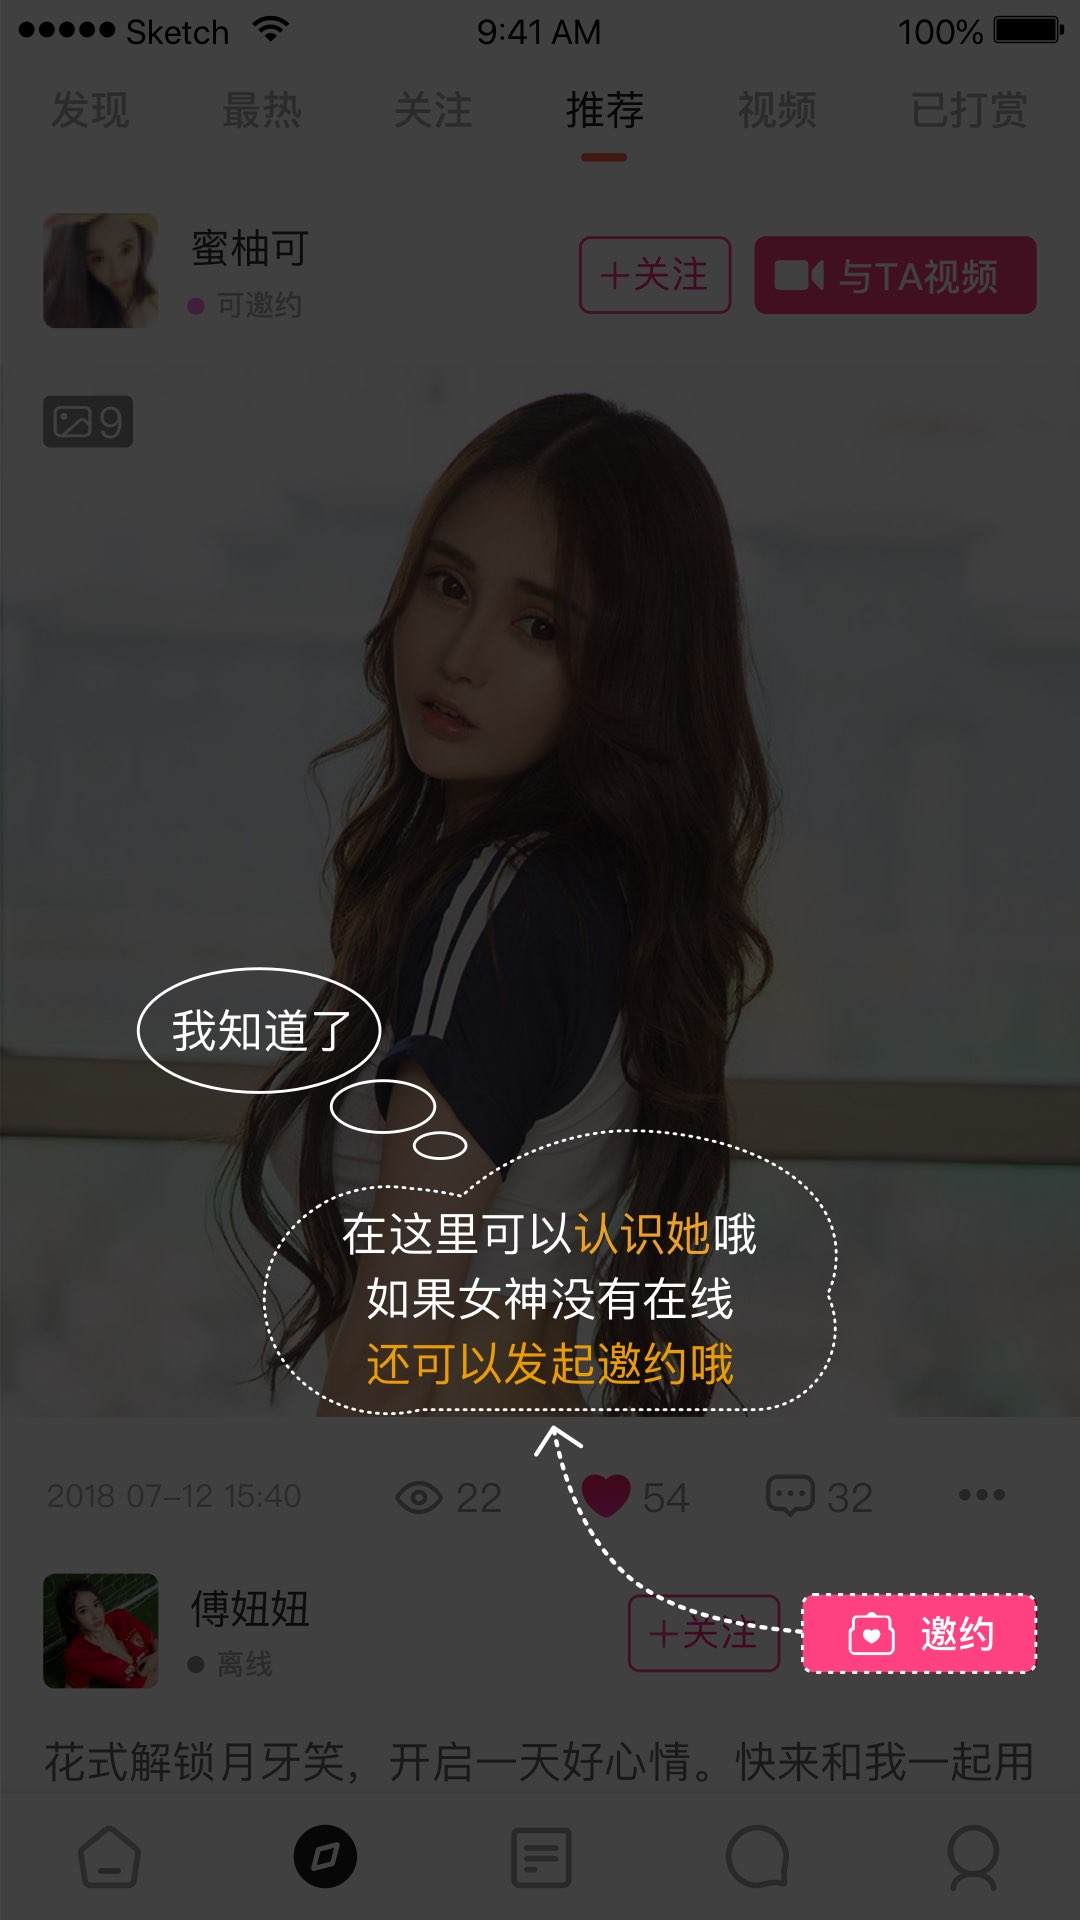 Sketch 9:41 AM 100%
发现 最热 关注 推荐 视频 已打赏
蜜柚可
可邀约
+关注 与TA视频
9
我知道了
在这里可以认识她哦
如果女神没有在线
还可以发起邀约哦
2018 07-12 15:40 22 54 32
傅妞妞
离线
+关注 邀约
花式解锁月牙笑，开启一天好心情。快来和我一起用